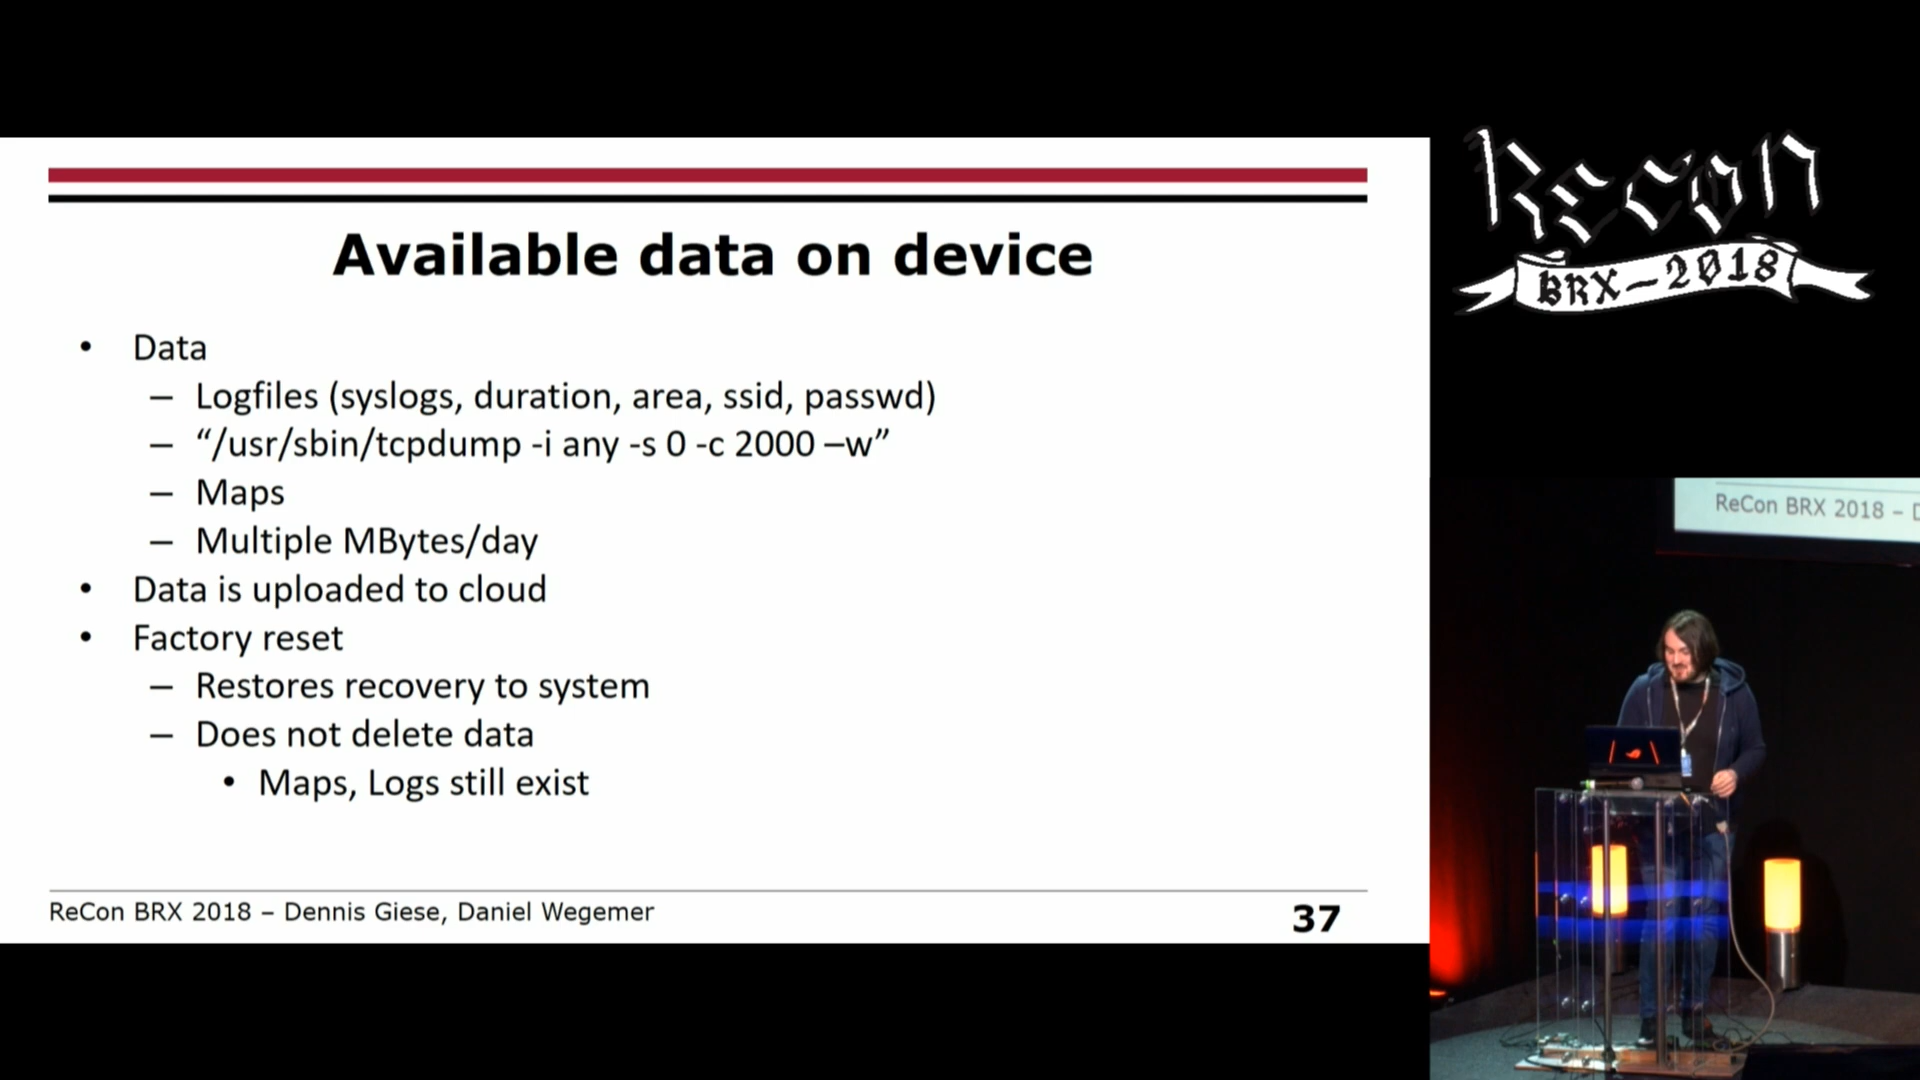 Available data on device
• Data
– Logfiles (syslogs, duration, area, ssid, passwd)
– “/usr/sbin/tcpdump -i any -s 0 -c 2000 –w”
– Maps
– Multiple MBytes/day
• Data is uploaded to cloud
• Factory reset
– Restores recovery to system
– Does not delete data
• Maps, Logs still exist
ReCon BRX 2018 – Dennis Giese, Daniel Wegemer
37
Recon
BRX-2018
ReCon BRX 2018 –